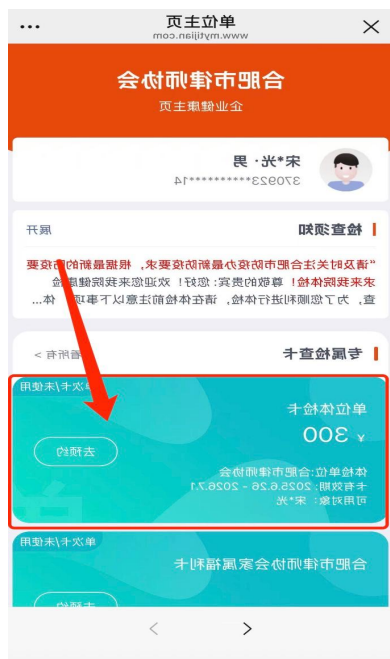 单位主页
www.mytijian.com
合肥市律师协会
企业健康主页
宋*光 · 男
370923**********14
检查须知 展开
“请及时关注合肥市防疫办最新防疫要求，根据最新的防疫要
求来我院体检！尊敬的贵宾：您好！欢迎您来我院健康检
查，为了您顺利进行体检，请在体检前注意以下事项 体...
专属检查卡 看所有 >
单次卡/未使用
单位体检卡
¥ 300
去预约
体检单位:合肥市律师协会
卡有效期: 2025.6.26 - 2026.7.1
可用对象: 宋*光
单次卡/未使用
合肥市律师协会家属福利卡
去预约